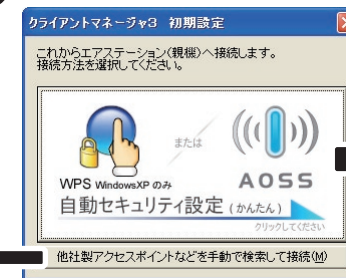 クライアントマネージャ3 初期設定
これからエアステーション(親機)へ接続します。
接続方法を選択してください。
または
WPS WindowsXP のみ
AOSS
自動セキュリティ設定 (かんたん)
クリックしてください
他社製アクセスポイントなどを手動で検索して接続(M)